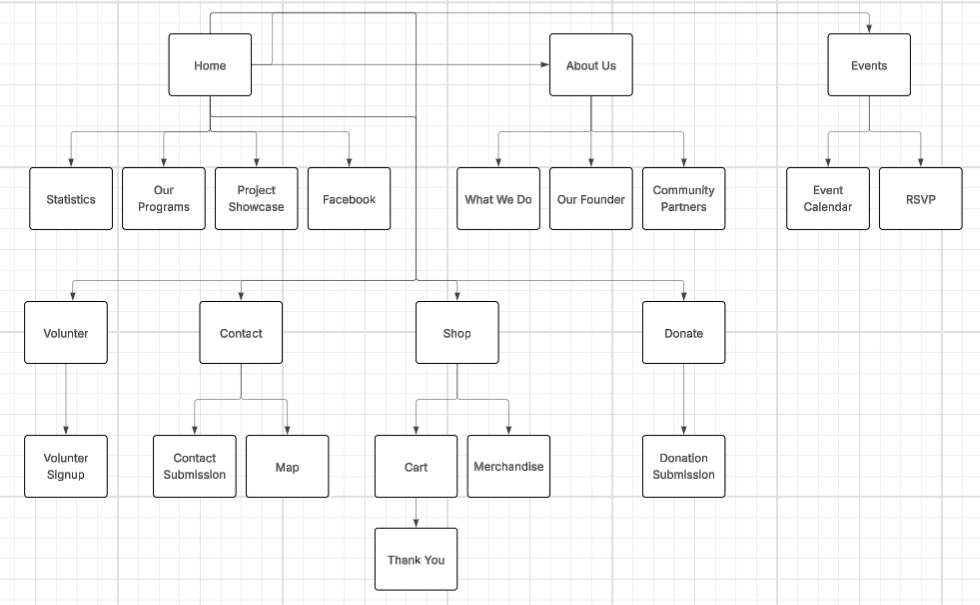 Home
About Us
Events
Statistics
Our
Programs
Project
Showcase
Facebook
What We Do
Our Founder
Community
Partners
Event
Calendar
RSVP
Volunter
Contact
Shop
Donate
Volunter
Signup
Contact
Submission
Map
Cart
Merchandise
Donation
Submission
Thank You